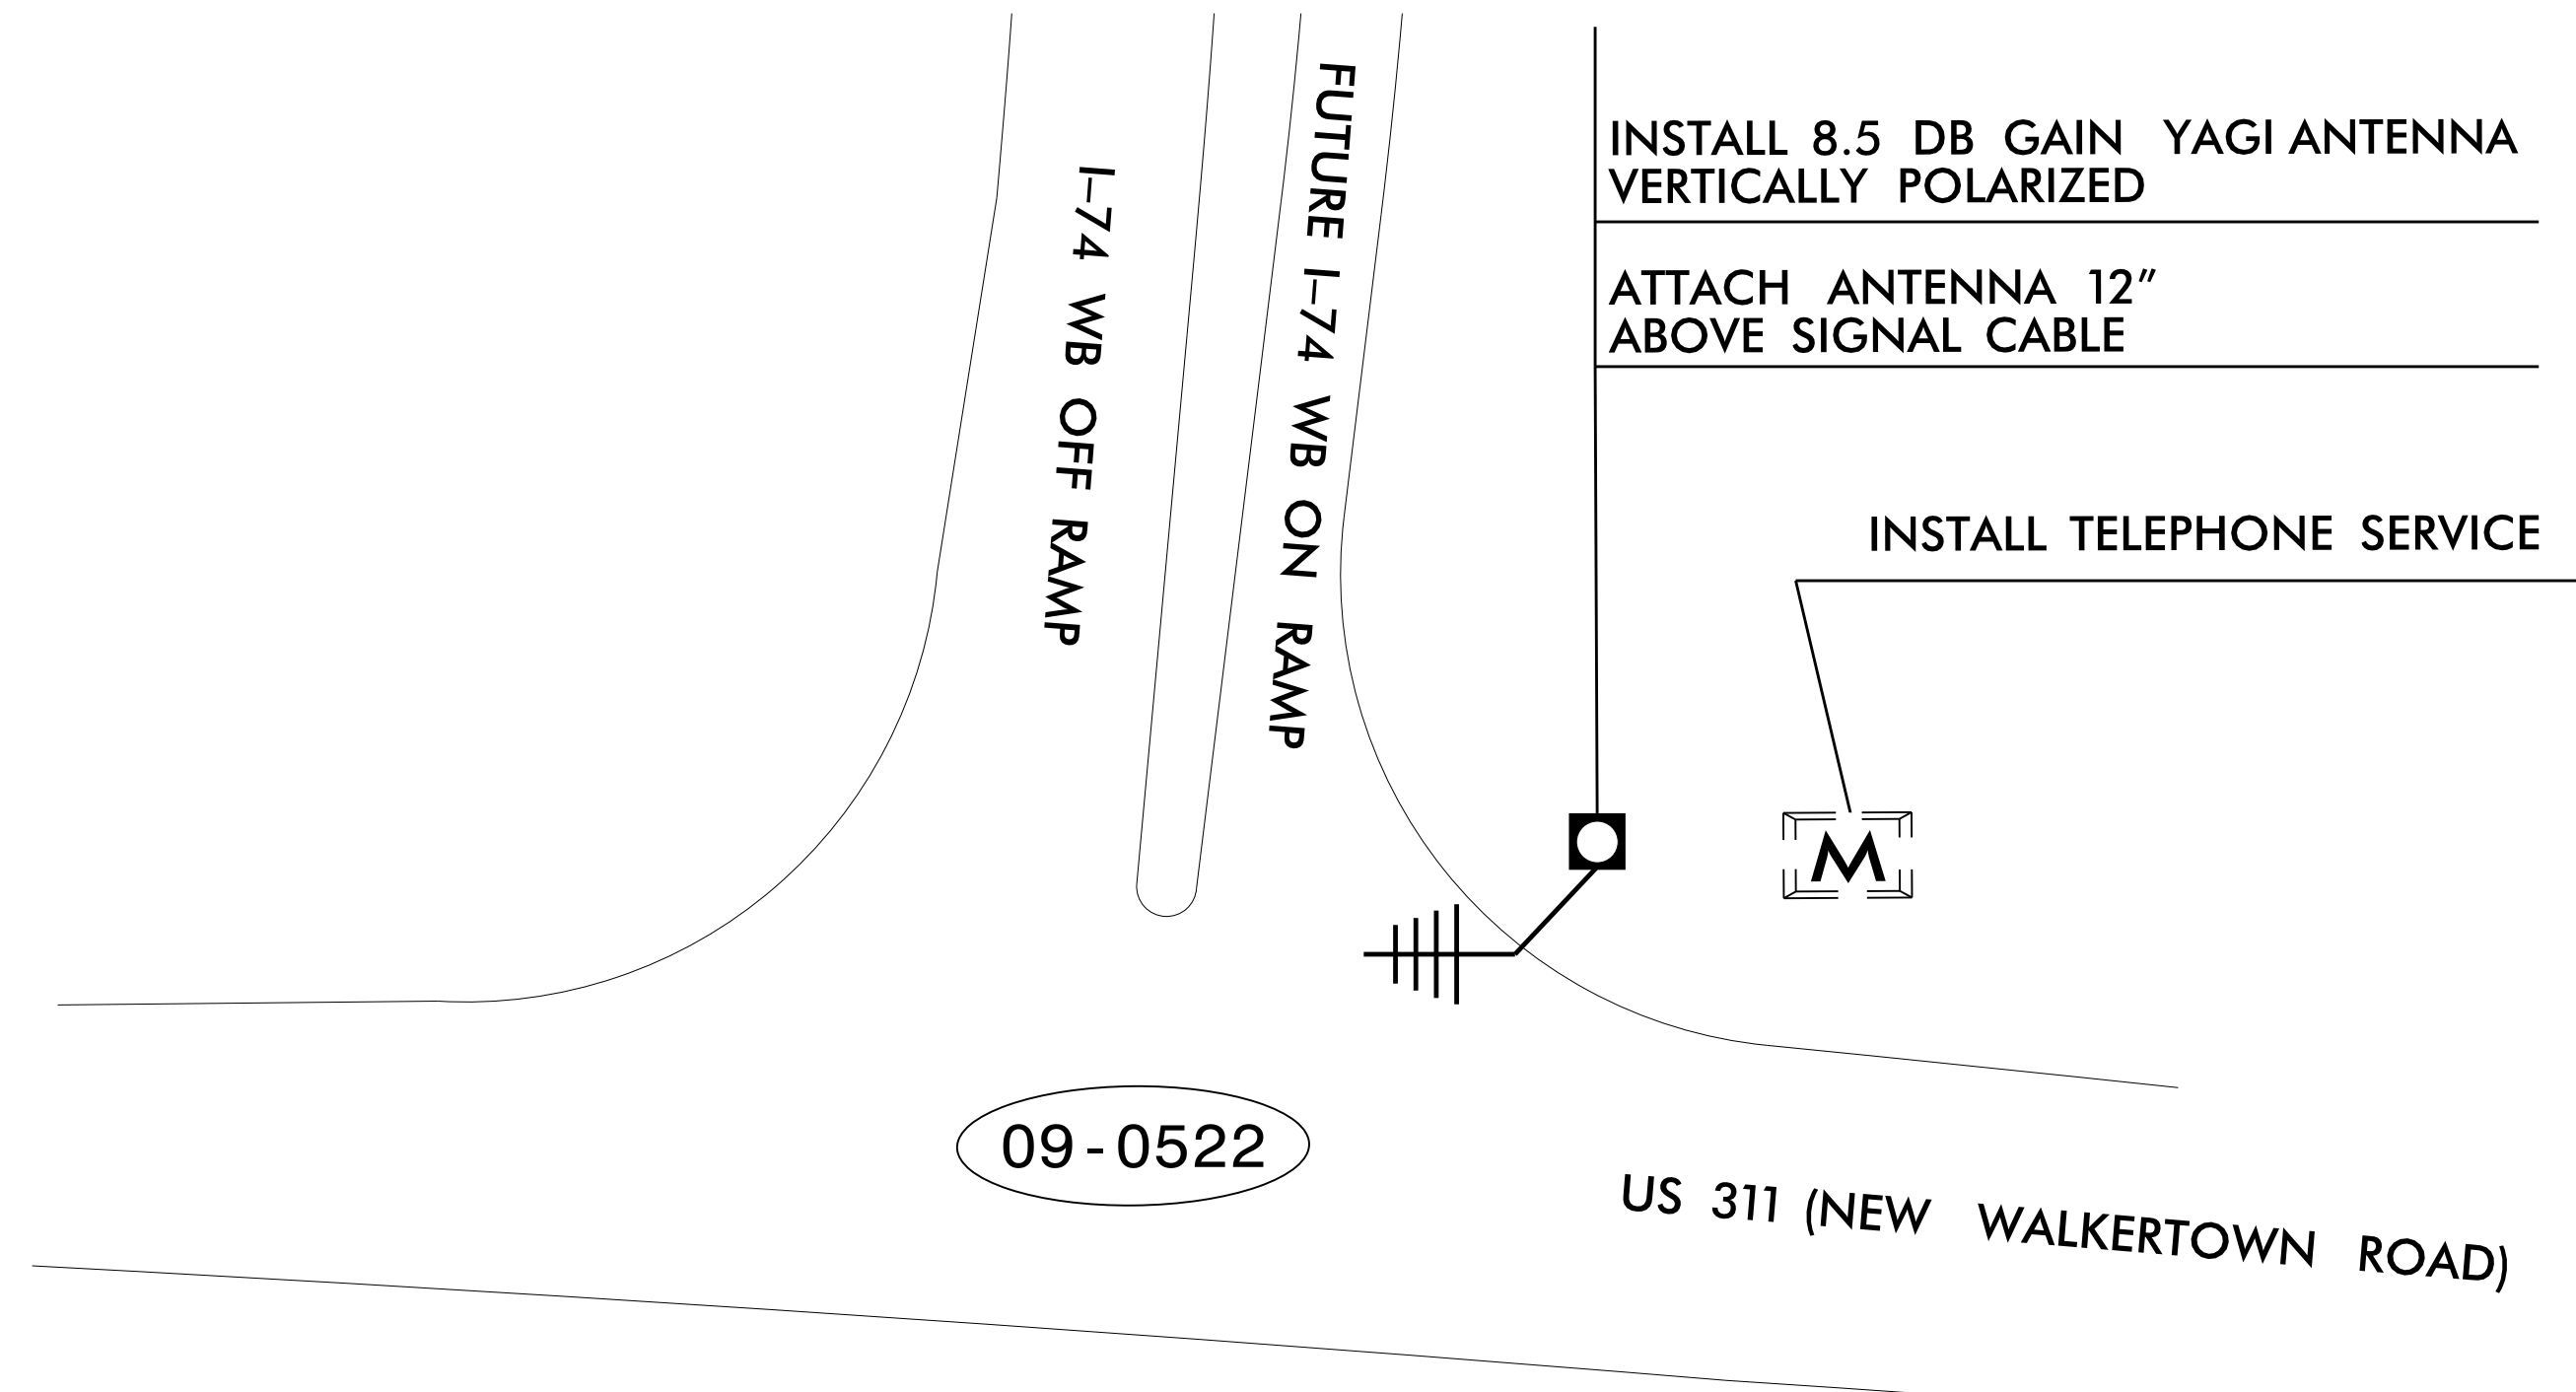 INSTALL 8.5 DB GAIN YAGI ANTENNA
VERTICALLY POLARIZED
ATTACH ANTENNA 12"
ABOVE SIGNAL CABLE
INSTALL TELEPHONE SERVICE
I-74 WB OFF RAMP
FUTURE I-74 WB ON RAMP
M
09-0522
US 311 (NEW WALKERTOWN ROAD)